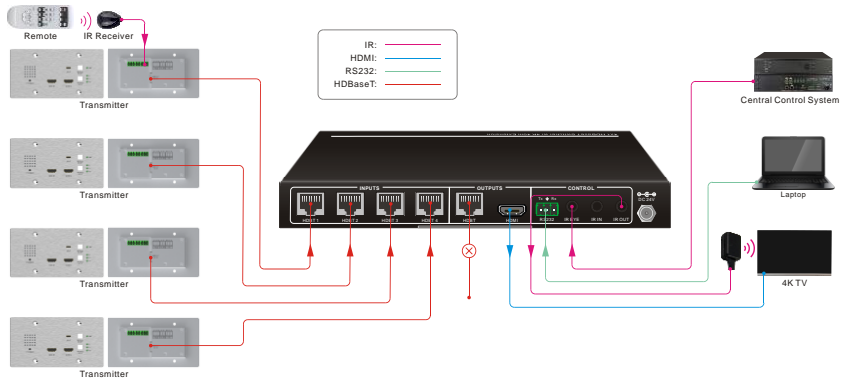 Remote
IR Receiver
Transmitter
Transmitter
Transmitter
Transmitter
IR:
HDMI:
RS232:
HDBaseT:
INPUTS
OUTPUTS
CONTROL
HDBT 1
HDBT 2
HDBT 3
HDBT 4
HDBT
HDMI
Tx
Rx
RS232
IR EYE
IR IN
IR OUT
DC 24V
Central Control System
Laptop
4K TV